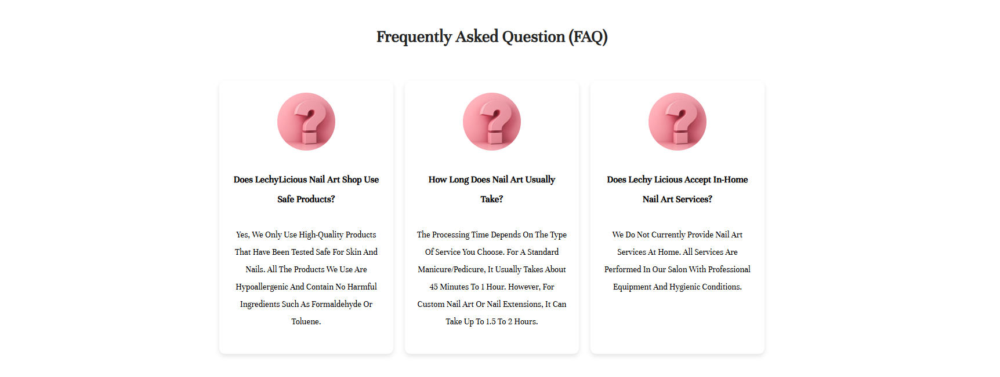 Frequently Asked Question (FAQ)
Does LechyLicious Nail Art Shop Use
Safe Products?
Yes, We Only Use High-Quality Products
That Have Been Tested Safe For Skin And
Nails. All The Products We Use Are
Hypoallergenic And Contain No Harmful
Ingredients Such As Formaldehyde Or
Toluene.
How Long Does Nail Art Usually
Take?
The Processing Time Depends On The Type
Of Service You Choose. For A Standard
Manicure/Pedicure, It Usually Takes About
45 Minutes To 1 Hour. However, For
Custom Nail Art Or Nail Extensions, It Can
Take Up To 1.5 To 2 Hours.
Does Lechy Licious Accept In-Home
Nail Art Services?
We Do Not Currently Provide Nail Art
Services At Home. All Services Are
Performed In Our Salon With Professional
Equipment And Hygienic Conditions.